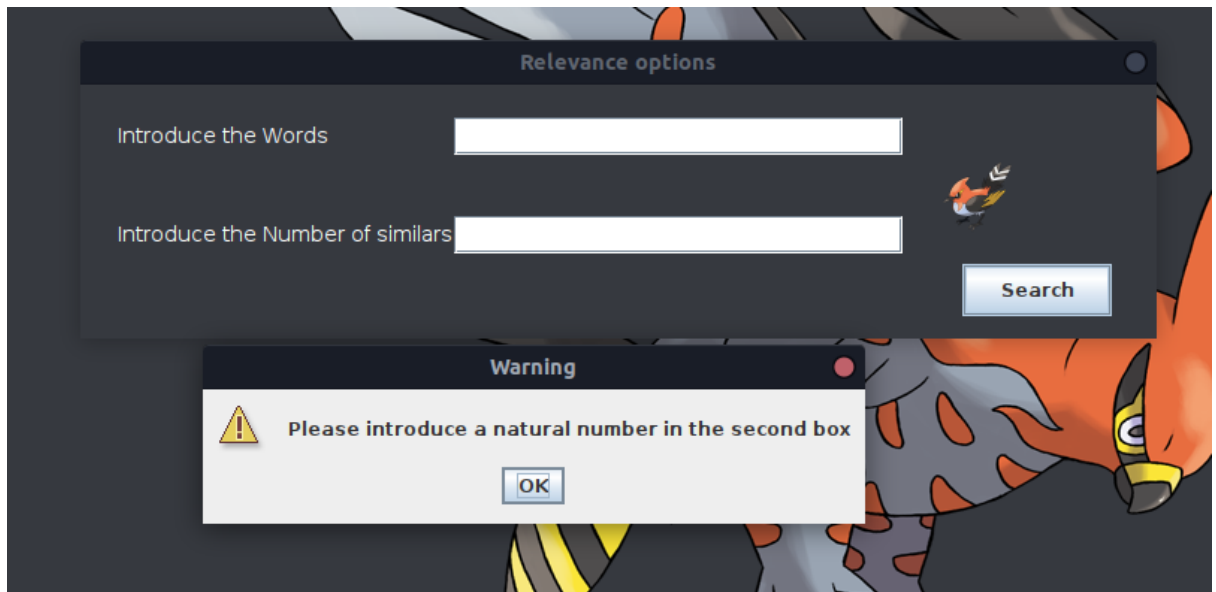 Relevance options
Introduce the Words
Introduce the Number of similars
Search
Warning
Please introduce a natural number in the second box
OK